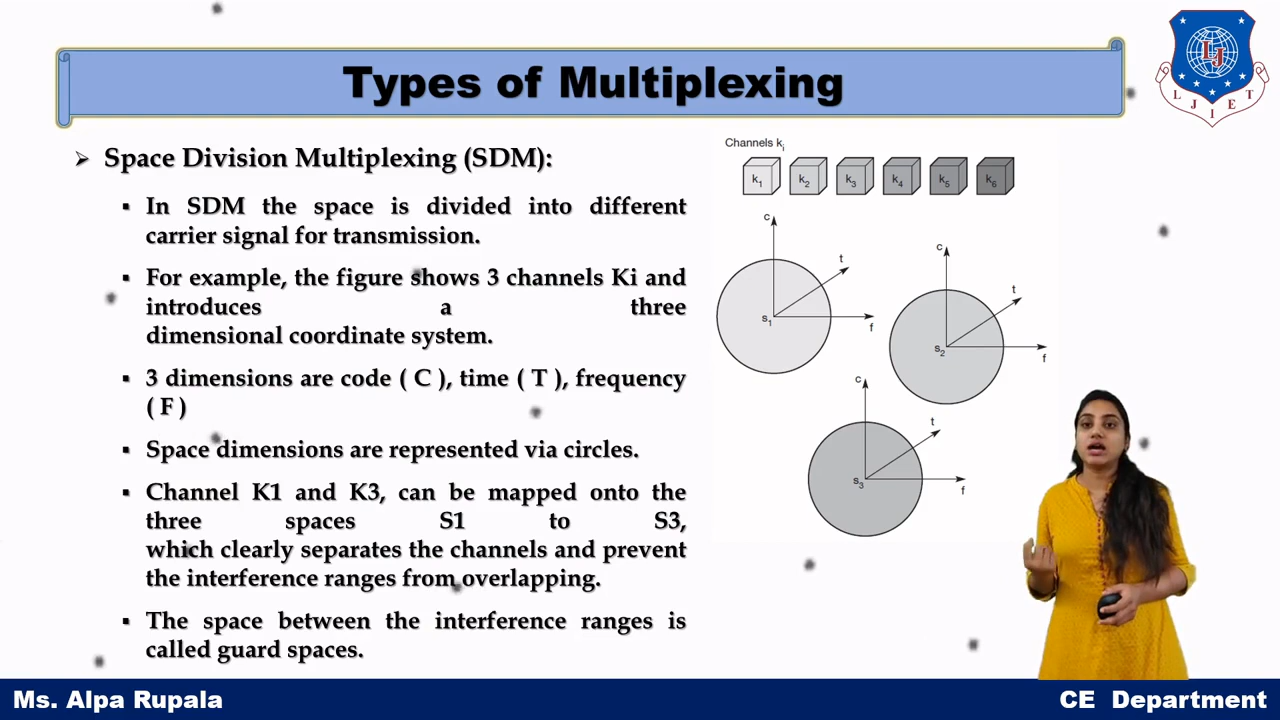 Types of Multiplexing
L J I E T
LJ
Space Division Multiplexing (SDM):
In SDM the space is divided into different
carrier signal for transmission.
For example, the figure shows 3 channels Ki and
introduces a three
dimensional coordinate system.
3 dimensions are code ( C ), time ( T ), frequency
( F )
Space dimensions are represented via circles.
Channel K1 and K3, can be mapped onto the
three spaces S1 to S3,
which clearly separates the channels and prevent
the interference ranges from overlapping.
The space between the interference ranges is
called guard spaces.
Channels ki
k1 k2 k3 k4 k5 k6
c
t
s1
f
c
t
s2
f
c
t
s3
f
Ms. Alpa Rupala
CE Department